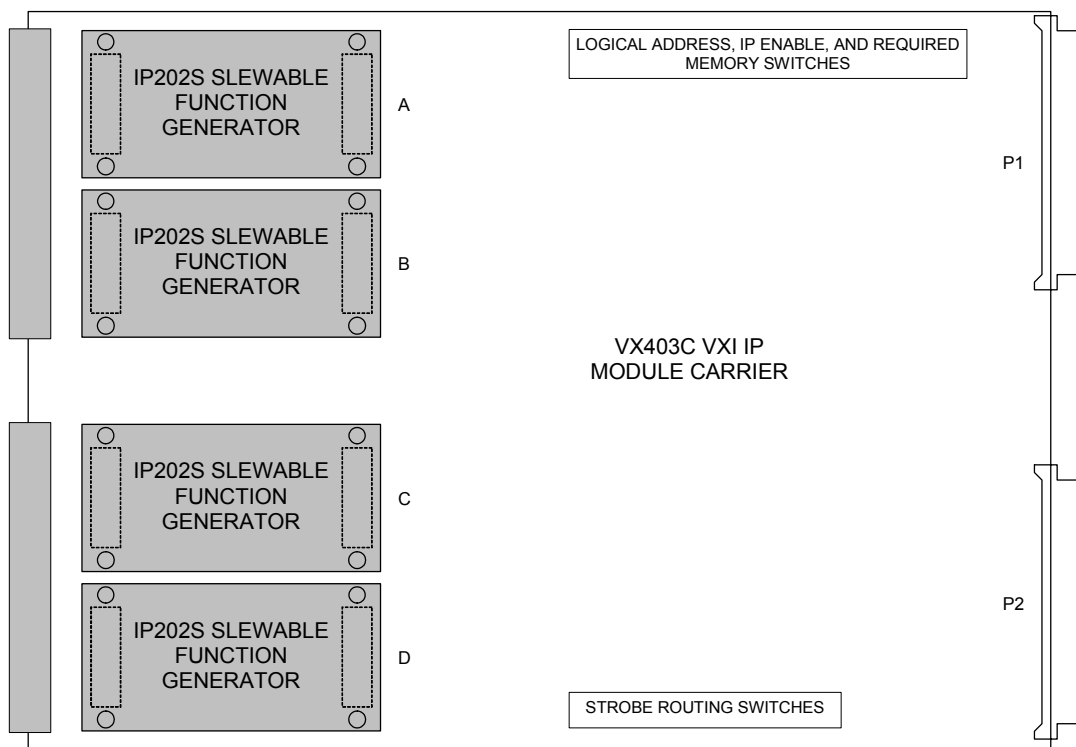 IP202S SLEWABLE
FUNCTION
GENERATOR
A
LOGICAL ADDRESS, IP ENABLE, AND REQUIRED
MEMORY SWITCHES
P1
IP202S SLEWABLE
FUNCTION
GENERATOR
B
VX403C VXI IP
MODULE CARRIER
IP202S SLEWABLE
FUNCTION
GENERATOR
C
IP202S SLEWABLE
FUNCTION
GENERATOR
D
P2
STROBE ROUTING SWITCHES